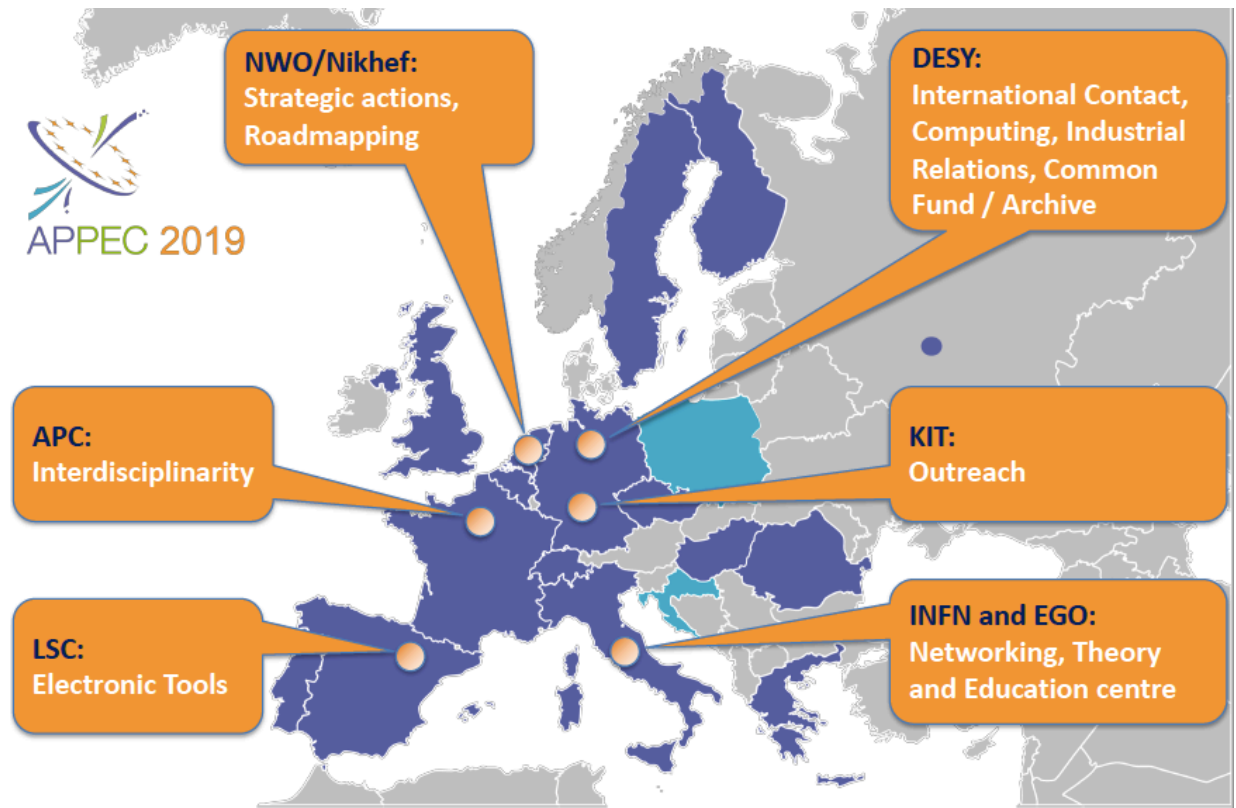 NWO/Nikhef:
Strategic actions,
Roadmapping
DESY:
International Contact,
Computing, Industrial
Relations, Common
Fund / Archive
APPEC 2019
APC:
Interdisciplinarity
KIT:
Outreach
LSC:
Electronic Tools
INFN and EGO:
Networking, Theory
and Education centre